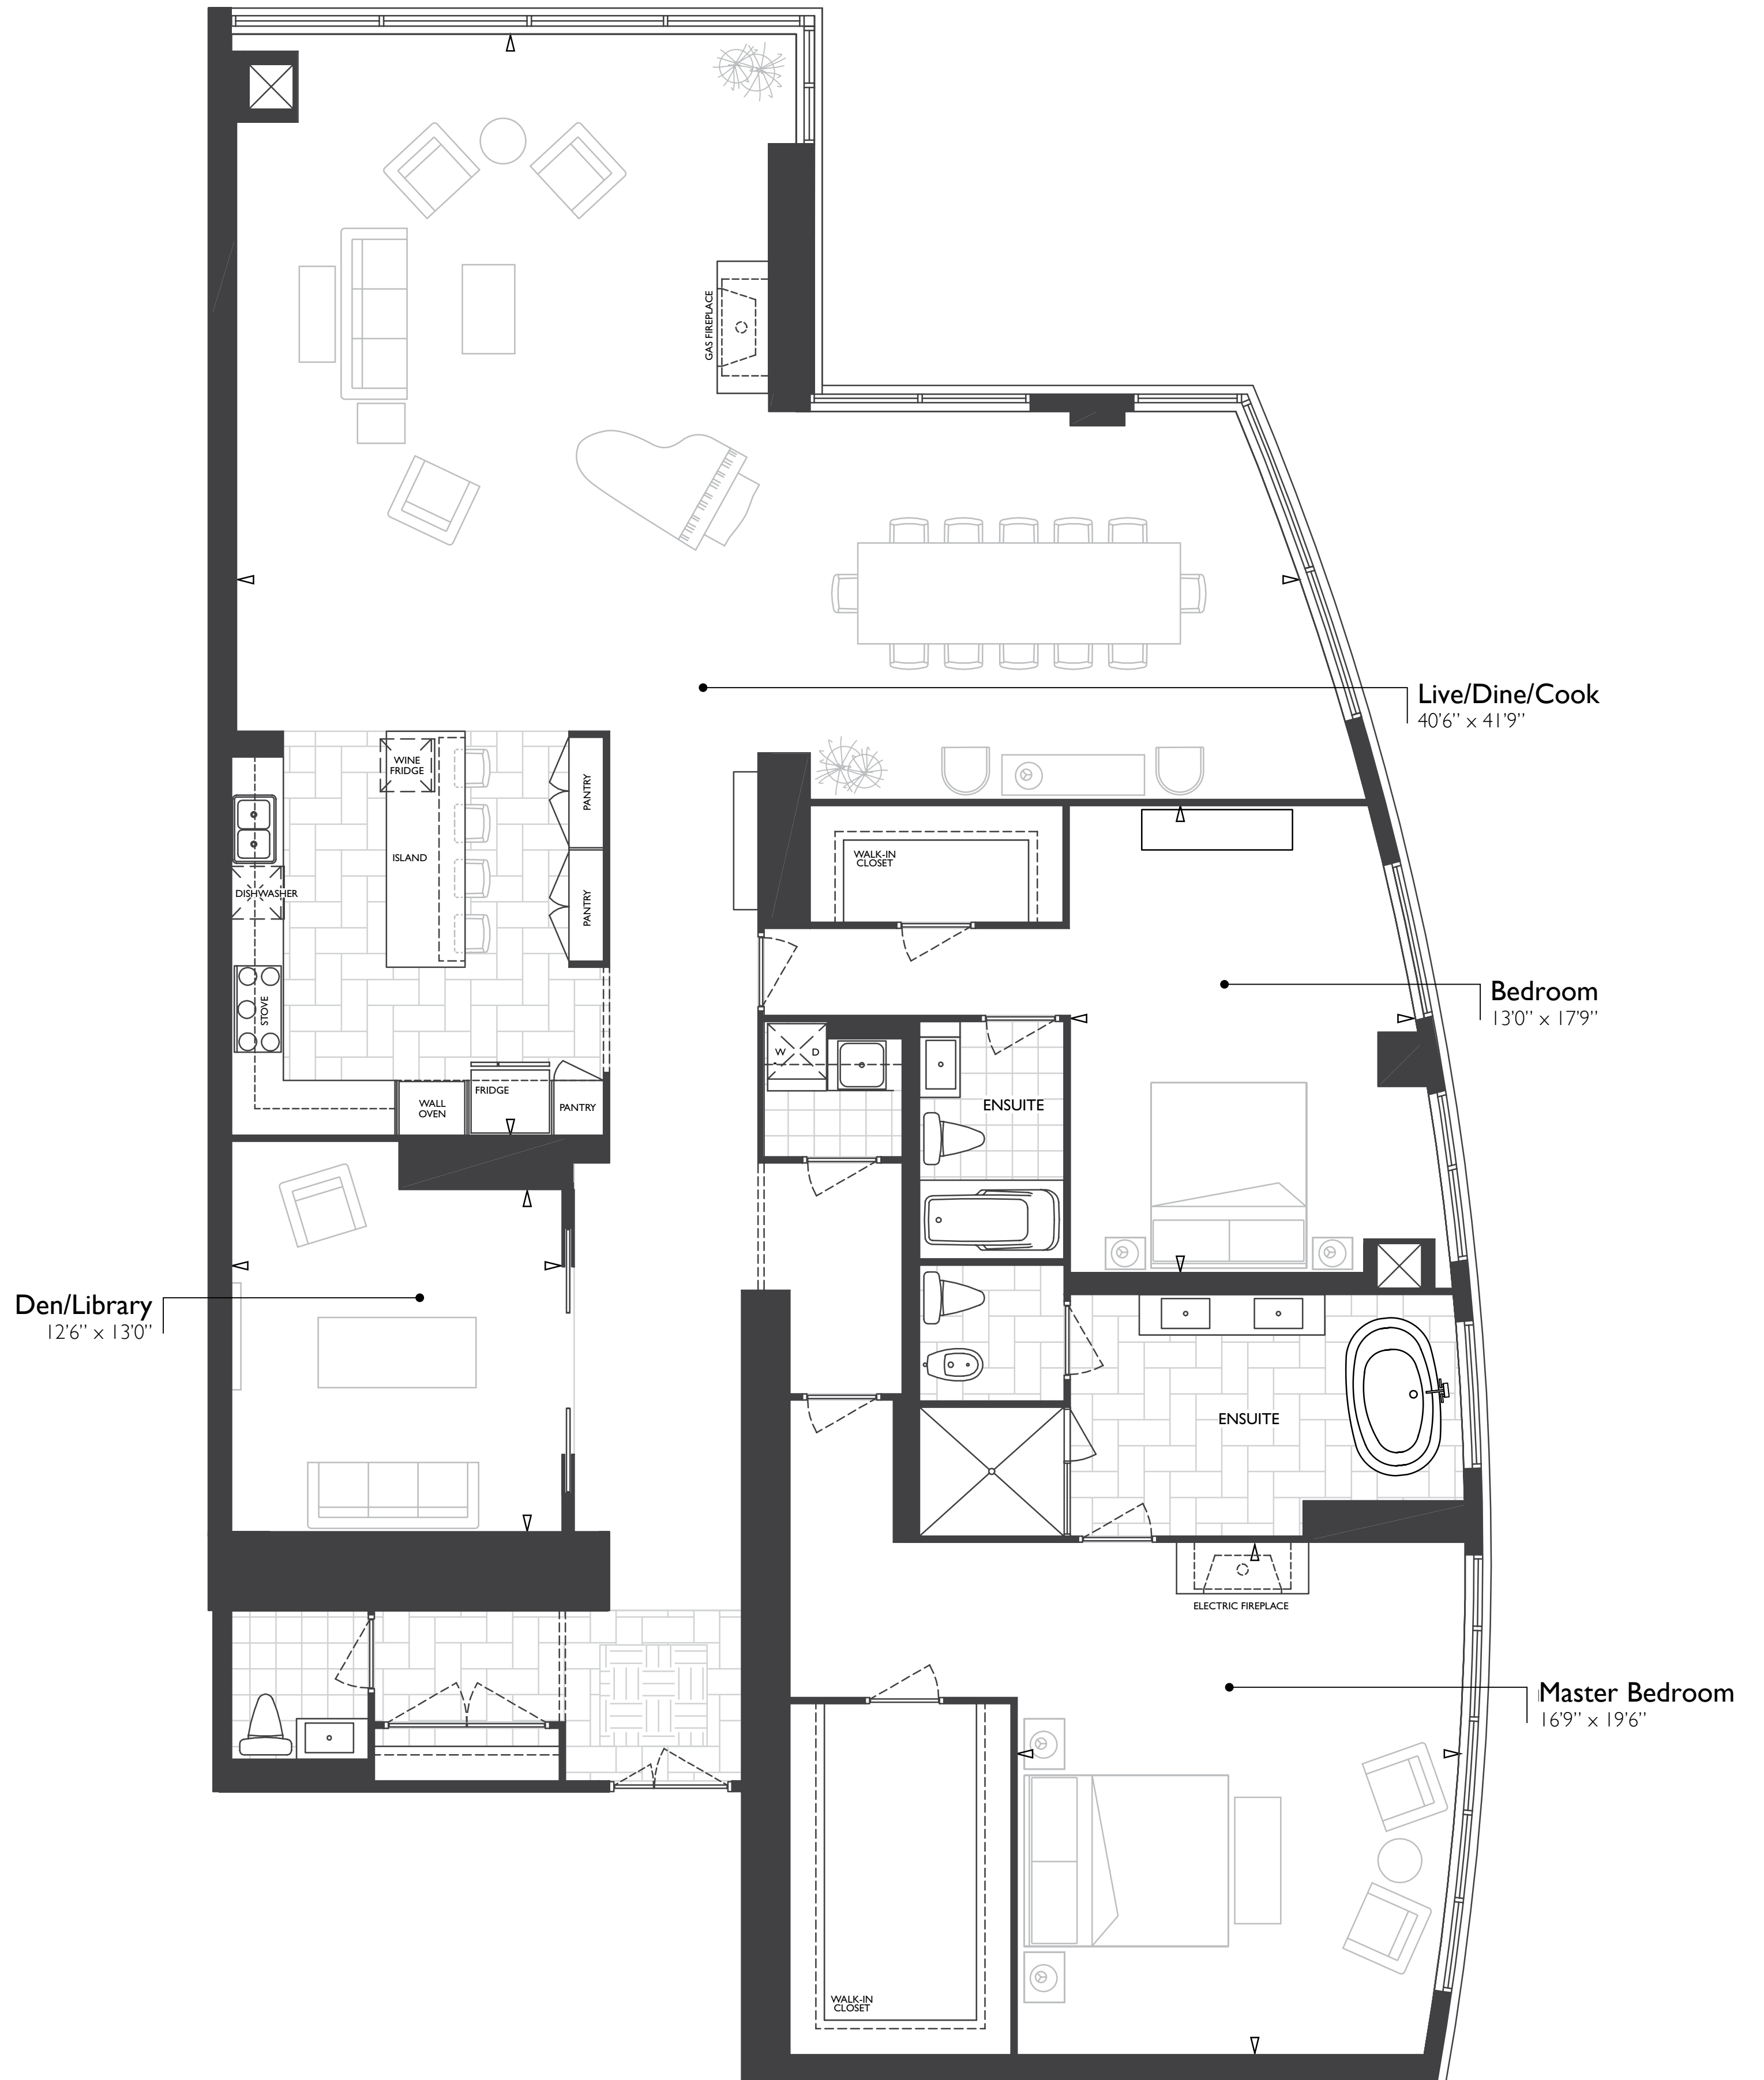 GAS FIREPLACE
Live/Dine/Cook
40'6" x 41'9"
WINE
FRIDGE
PANTRY
ISLAND
DISHWASHER
PANTRY
STOVE
WALK-IN
CLOSET
Bedroom
13'0" x 17'9"
W D
FRIDGE
WALL
OVEN
PANTRY
ENSUITE
Den/Library
12'6" x 13'0"
ENSUITE
ELECTRIC FIREPLACE
Master Bedroom
16'9" x 19'6"
WALK-IN
CLOSET